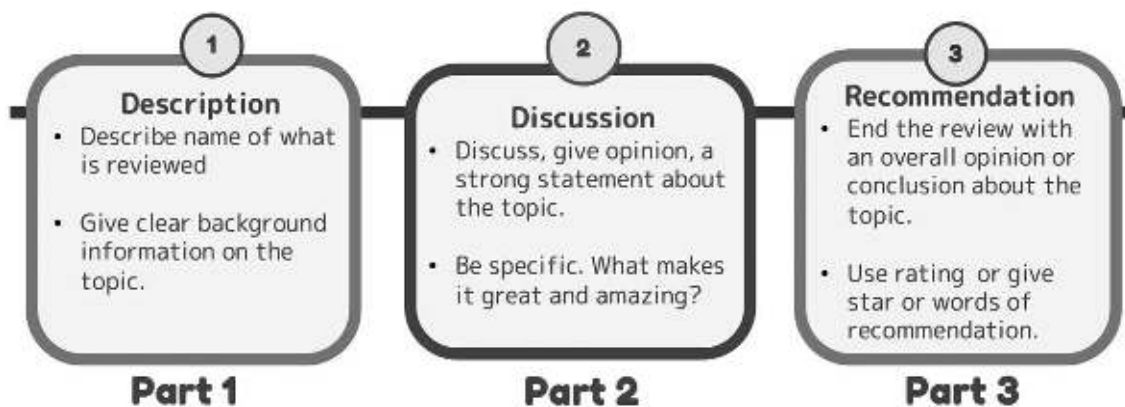 1
Description
• Describe name of what
is reviewed
• Give clear background
information on the
topic.
Part 1
2
Discussion
• Discuss, give opinion, a
strong statement about
the topic.
• Be specific. What makes
it great and amazing?
Part 2
3
Recommendation
• End the review with
an overall opinion or
conclusion about the
topic.
• Use rating or give
star or words of
recommendation.
Part 3